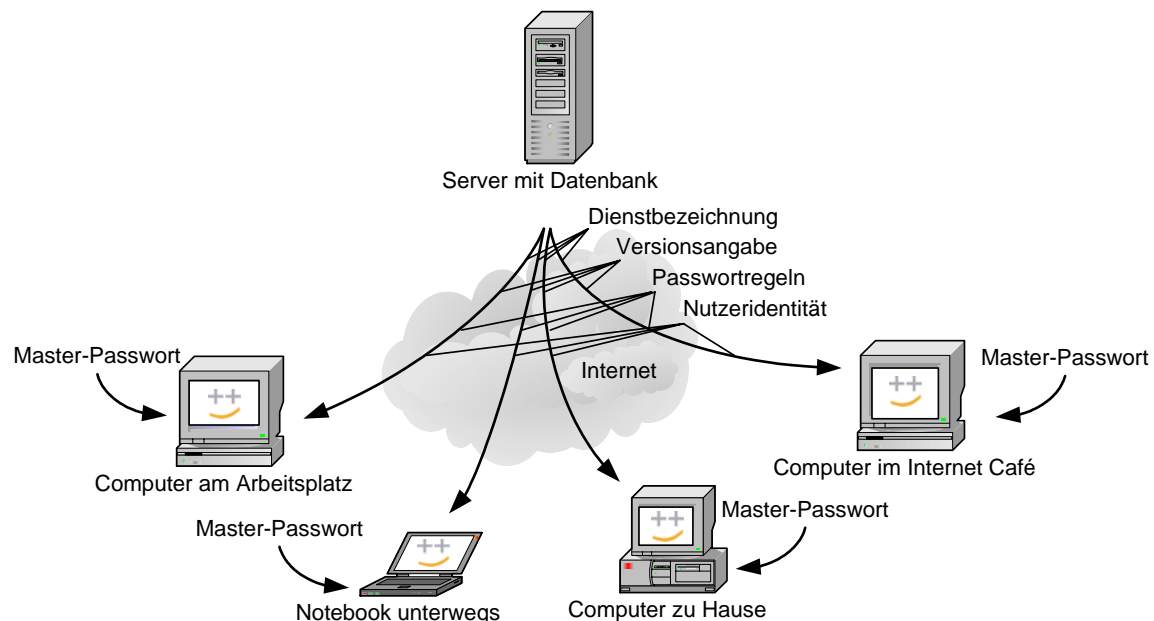 Server mit Datenbank
Dienstbezeichnung
Versionsangabe
Passwortregeln
Nutzeridentität
Internet
Master-Passwort
Computer am Arbeitsplatz
Master-Passwort
Computer im Internet Café
Master-Passwort
Notebook unterwegs
Master-Passwort
Computer zu Hause